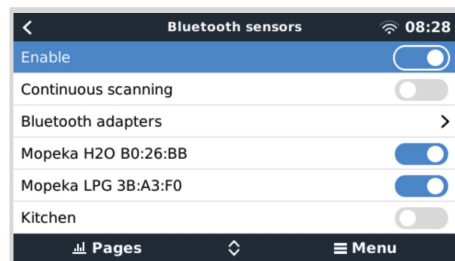 Bluetooth sensors 08:28
Enable
Continuous scanning
Bluetooth adapters
Mopeka H2O B0:26:BB
Mopeka LPG 3B:A3:F0
Kitchen
Pages Menu